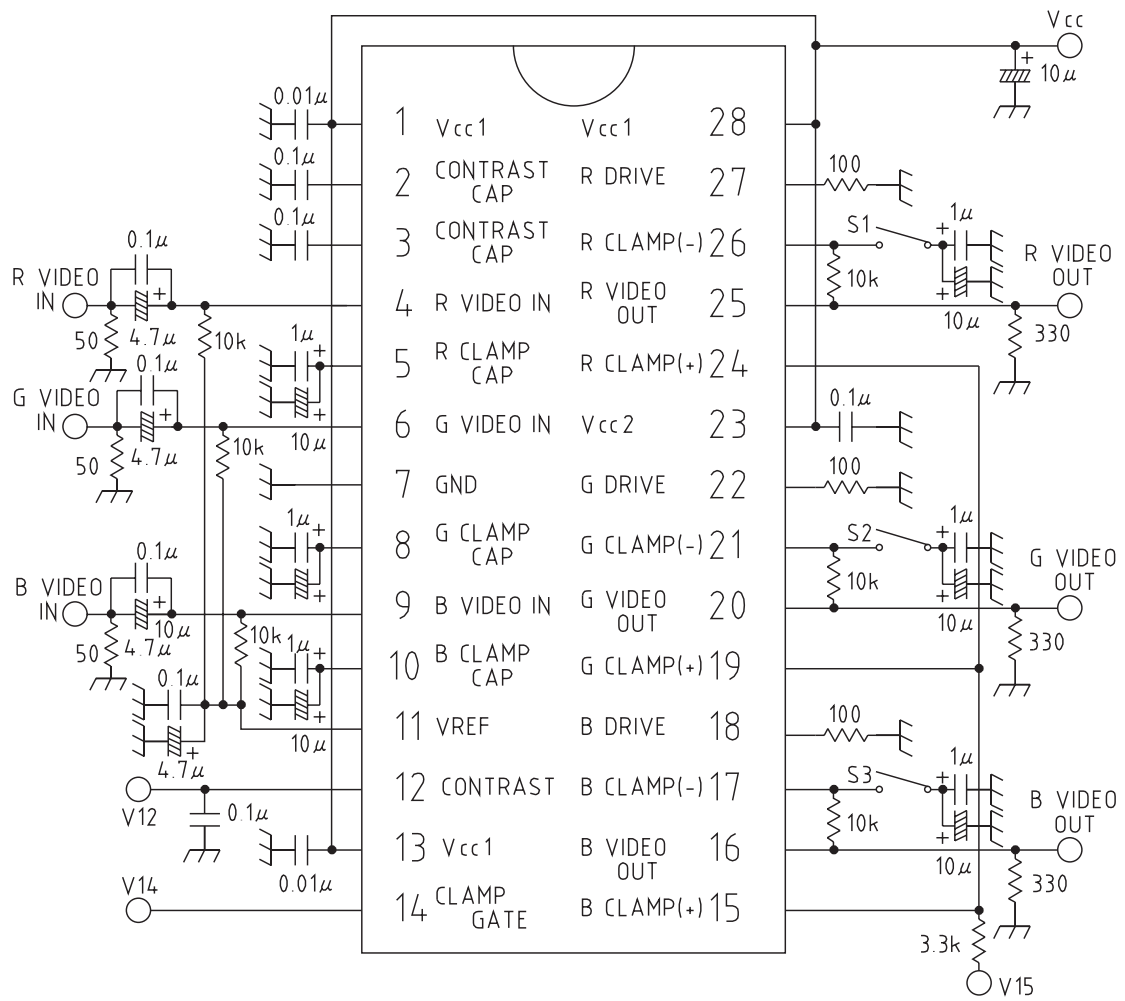 Vcc
10μ
0.01μ
1 Vcc1 Vcc1 28
0.1μ
2 CONTRAST CAP R DRIVE 27
100
0.1μ
3 CONTRAST CAP R CLAMP(-) 26
S1
1μ
10k
10μ
R VIDEO IN
0.1μ
4.7μ
50
10k
4 R VIDEO IN R VIDEO OUT 25
R VIDEO OUT
330
1μ
10μ
5 R CLAMP CAP R CLAMP(+) 24
G VIDEO IN
0.1μ
4.7μ
50
10k
6 G VIDEO IN Vcc2 23
0.1μ
7 GND G DRIVE 22
100
1μ
8 G CLAMP CAP G CLAMP(-) 21
S2
1μ
10k
10μ
B VIDEO IN
0.1μ
10μ
4.7μ
50
10k
9 B VIDEO IN G VIDEO OUT 20
G VIDEO OUT
330
1μ
10 B CLAMP CAP G CLAMP(+) 19
0.1μ
4.7μ
10μ
11 VREF B DRIVE 18
100
V12
0.1μ
12 CONTRAST B CLAMP(-) 17
S3
1μ
10k
10μ
0.01μ
13 Vcc1 B VIDEO OUT 16
B VIDEO OUT
330
V14
14 CLAMP GATE B CLAMP(+) 15
3.3k
V15
+
+
+
+
+
+
+
+
+
+
+
+
+
+